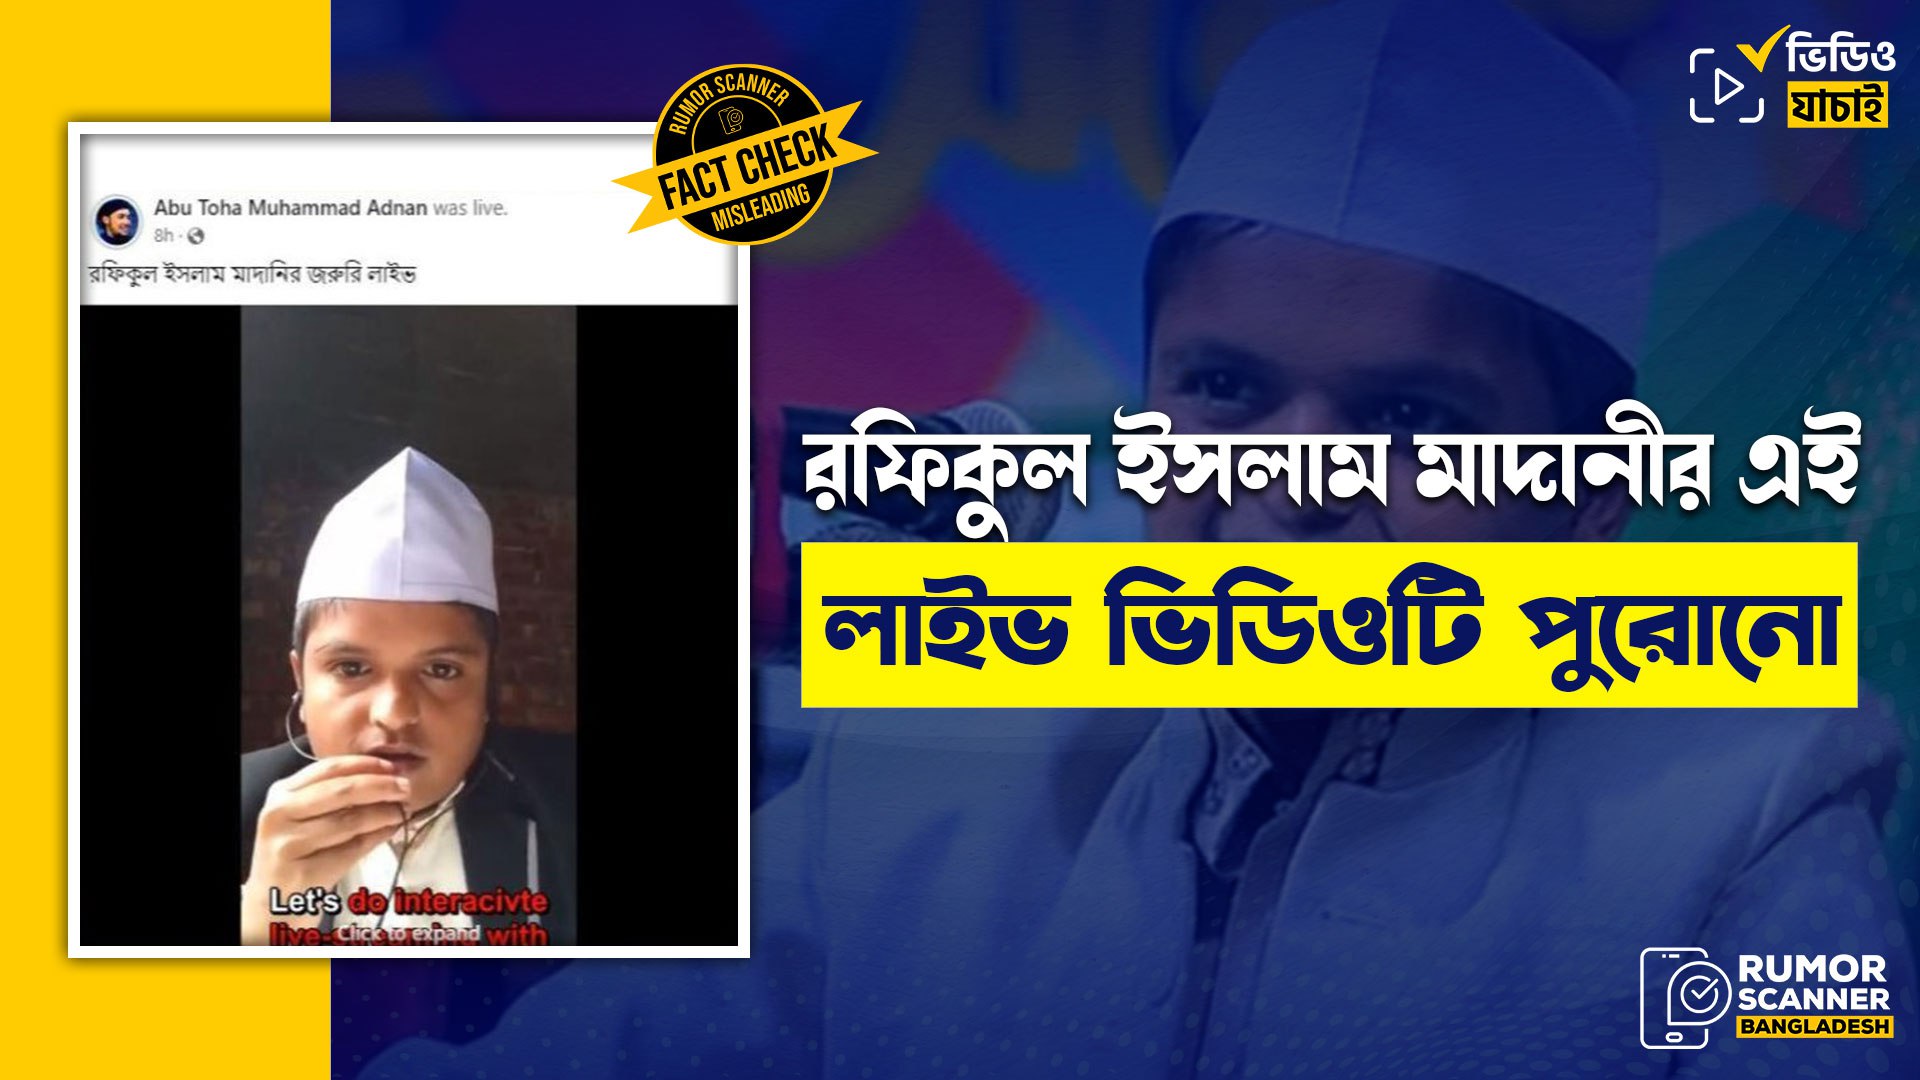 Abu Toha Muhammad Adnan was live.
8h
রফিকুল ইসলাম মাদানির জরুরি লাইভ
Let's do interacivte
Click to expand
live- with
RUMOR SCANNER
FACT CHECK
MISLEADING
ভিডিও
যাচাই
রফিকুল ইসলাম মাদানীর এই
লাইভ ভিডিওটি পুরোনো
RUMOR
SCANNER
BANGLADESH